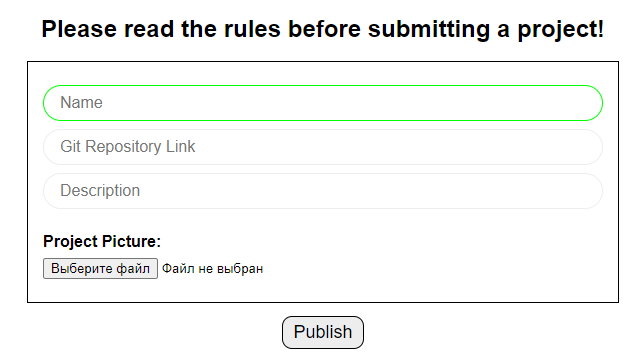 Please read the rules before submitting a project!
Name
Git Repository Link
Description
Project Picture:
Выберите файл Файл не выбран
Publish